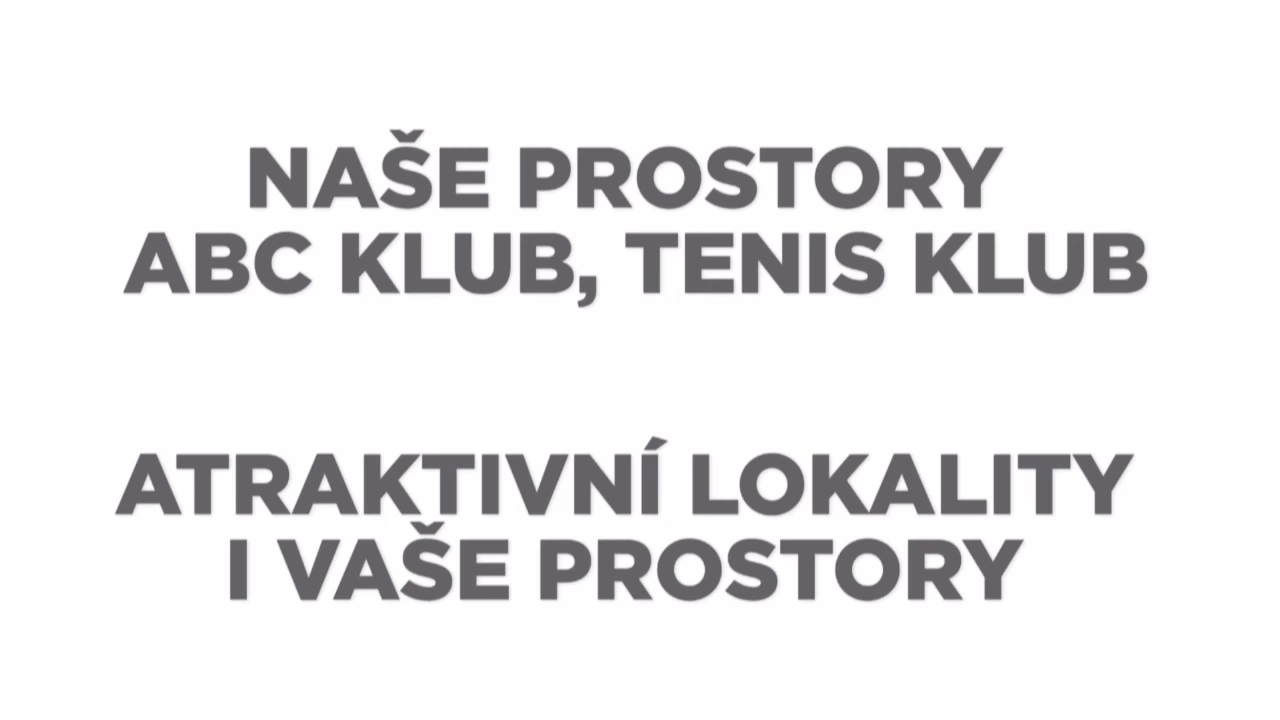 NAŠE PROSTORY
ABC KLUB, TENIS KLUB
ATRAKTIVNÍ LOKALITY
I VAŠE PROSTORY